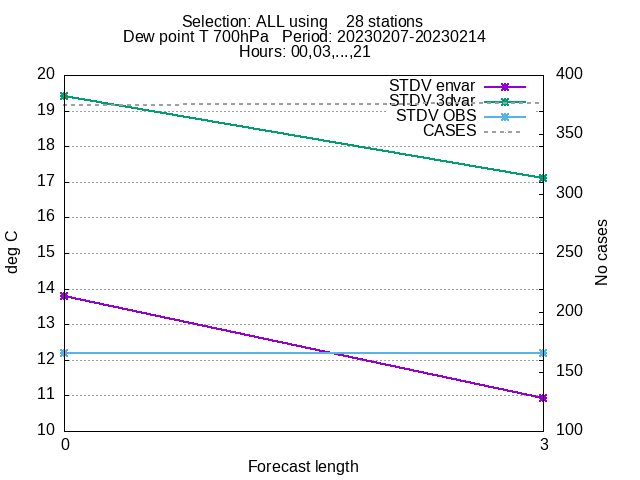 Selection: ALL using    28 stations
Dew point T 700hPa   Period: 20230207-20230214
Hours: 00,03,...,21
20
19
18
17
16
15
14
13
12
11
10
deg C
400
350
300
250
200
150
100
No cases
STDV envar
STDV 3dvar
STDV OBS
CASES
0
3
Forecast length